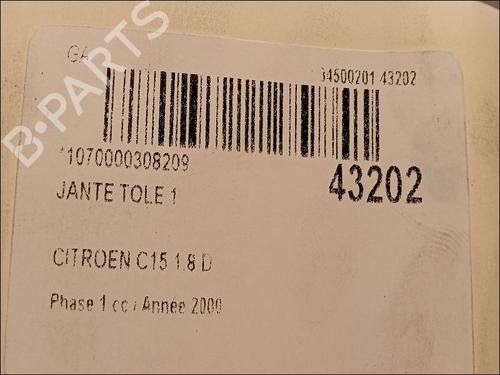 GA
34500201 43202
*1070000308209
43202
JANTE TOLE 1
CITROEN C15 1.8 D
Phase 1 cc / Année 2000
B-PARTS